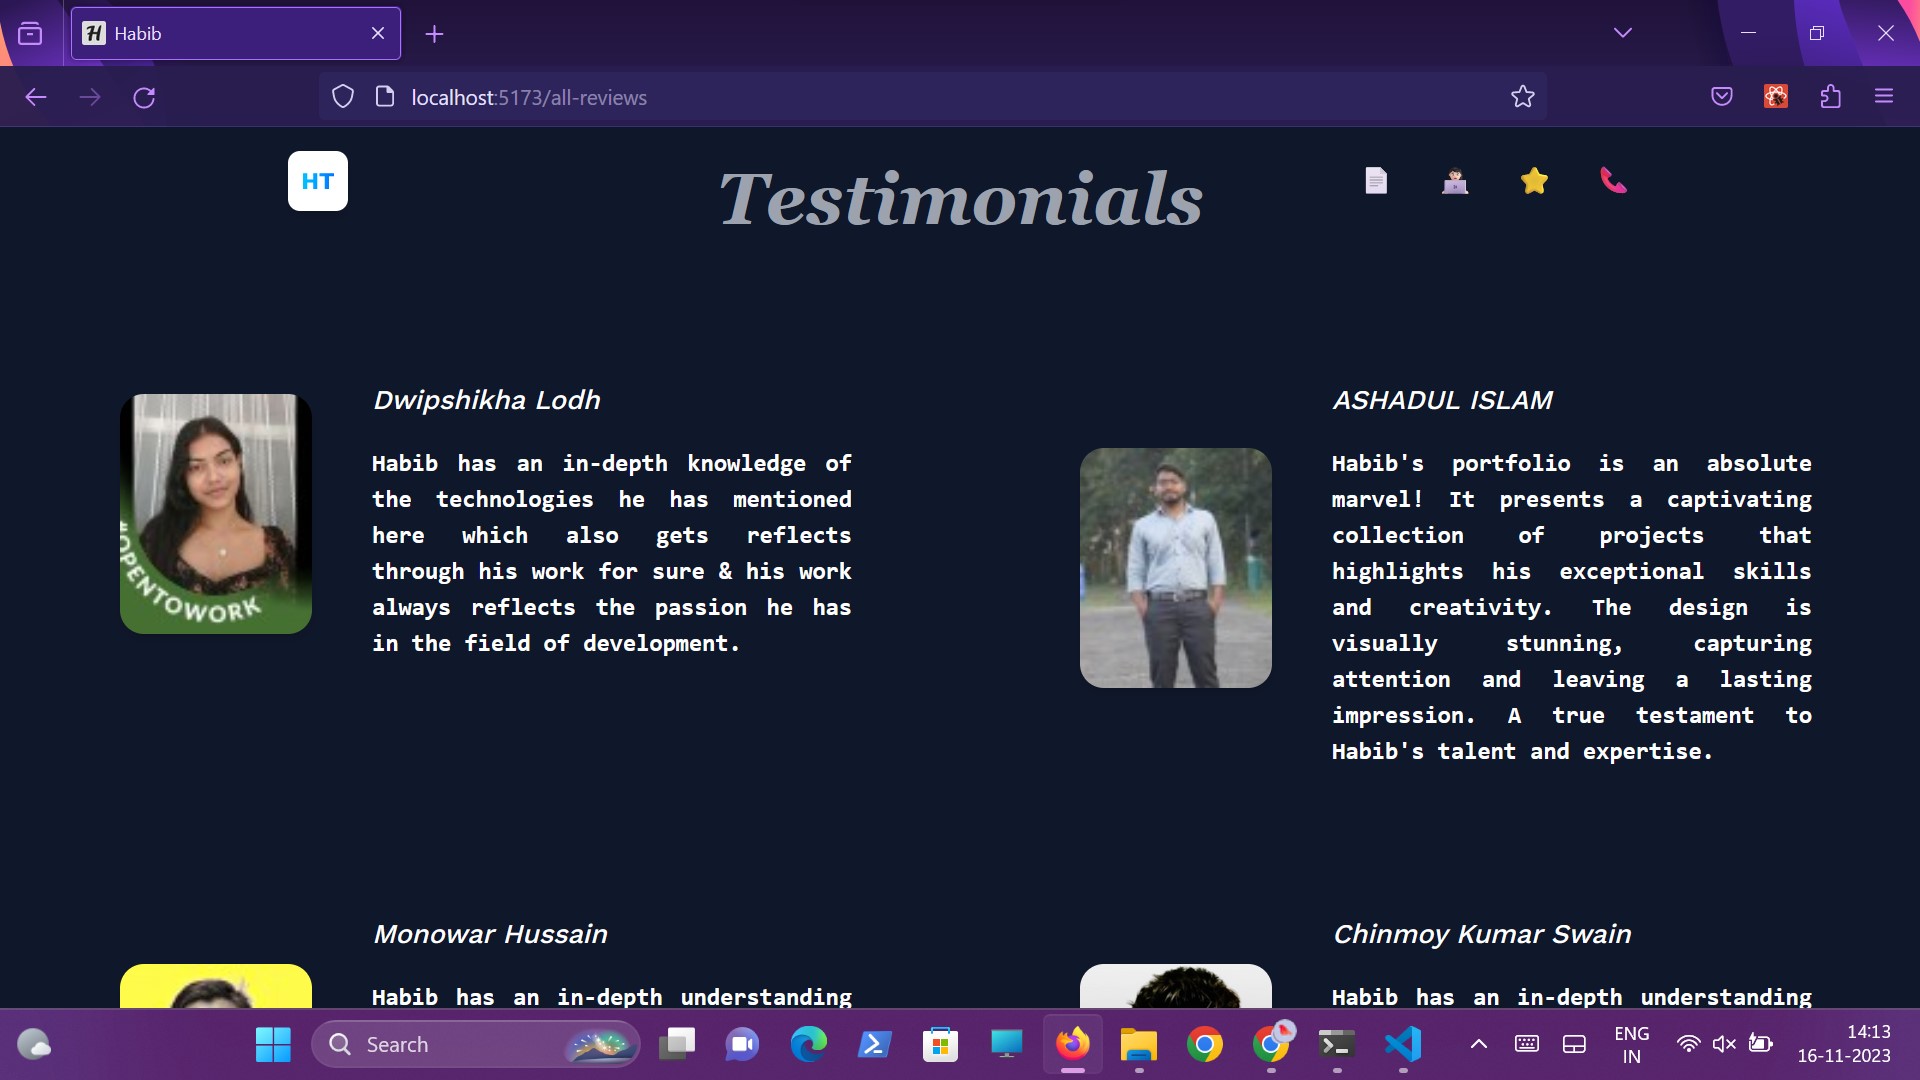 Habib
localhost:5173/all-reviews
HT
Testimonials
Dwipshikha Lodh
Habib has an in-depth knowledge of
the technologies he has mentioned
here which also gets reflects
through his work for sure & his work
always reflects the passion he has
in the field of development.
#OPENTOWORK
ASHADUL ISLAM
Habib's portfolio is an absolute
marvel! It presents a captivating
collection of projects that
highlights his exceptional skills
and creativity. The design is
visually stunning, capturing
attention and leaving a lasting
impression. A true testament to
Habib's talent and expertise.
Monowar Hussain
Habib has an in-depth understanding
Chinmoy Kumar Swain
Habib has an in-depth understanding
Search
ENG
IN
14:13
16-11-2023